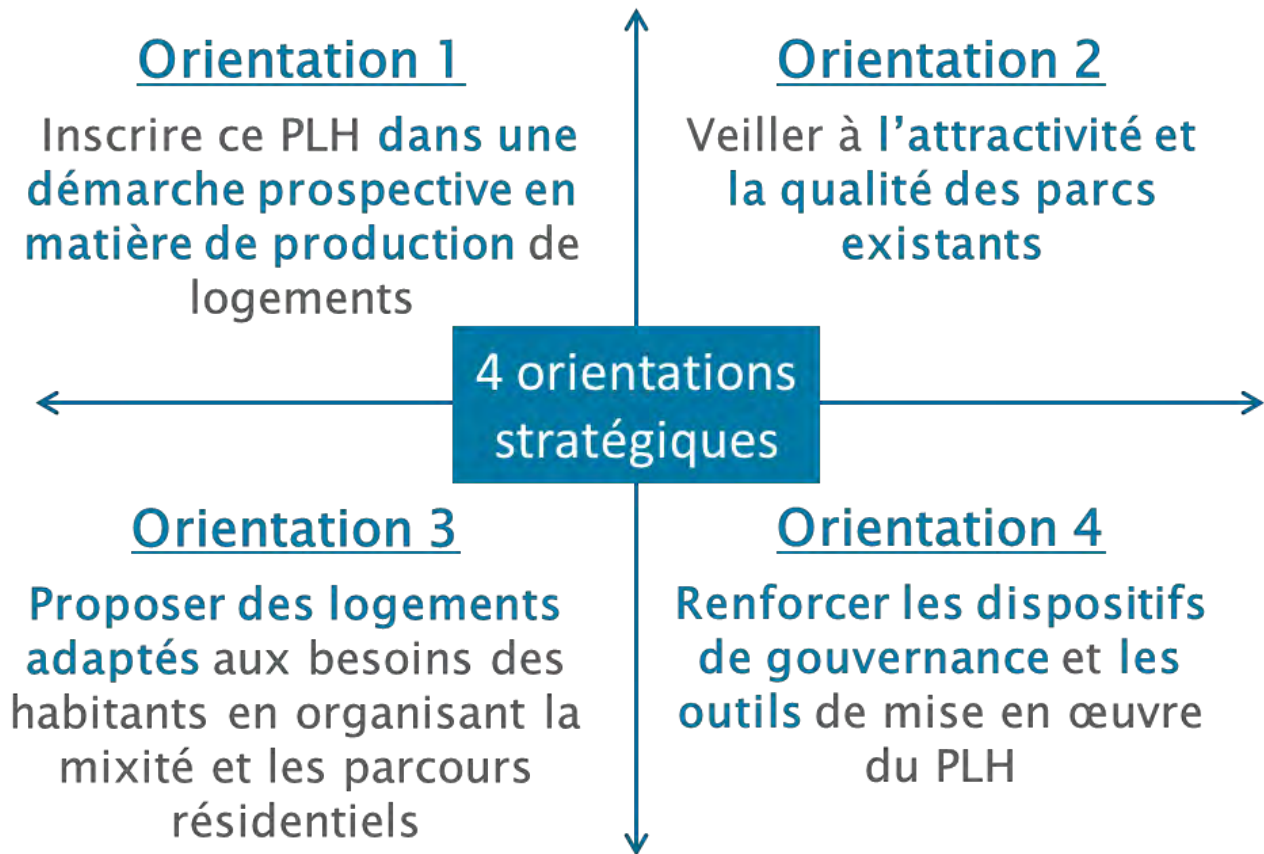 Orientation 1
Inscrire ce PLH dans une
démarche prospective en
matière de production de
logements
Orientation 2
Veiller à l’attractivité et
la qualité des parcs
existants
4 orientations
stratégiques
Orientation 3
Proposer des logements
adaptés aux besoins des
habitants en organisant la
mixité et les parcours
résidentiels
Orientation 4
Renforcer les dispositifs
de gouvernance et les
outils de mise en œuvre
du PLH